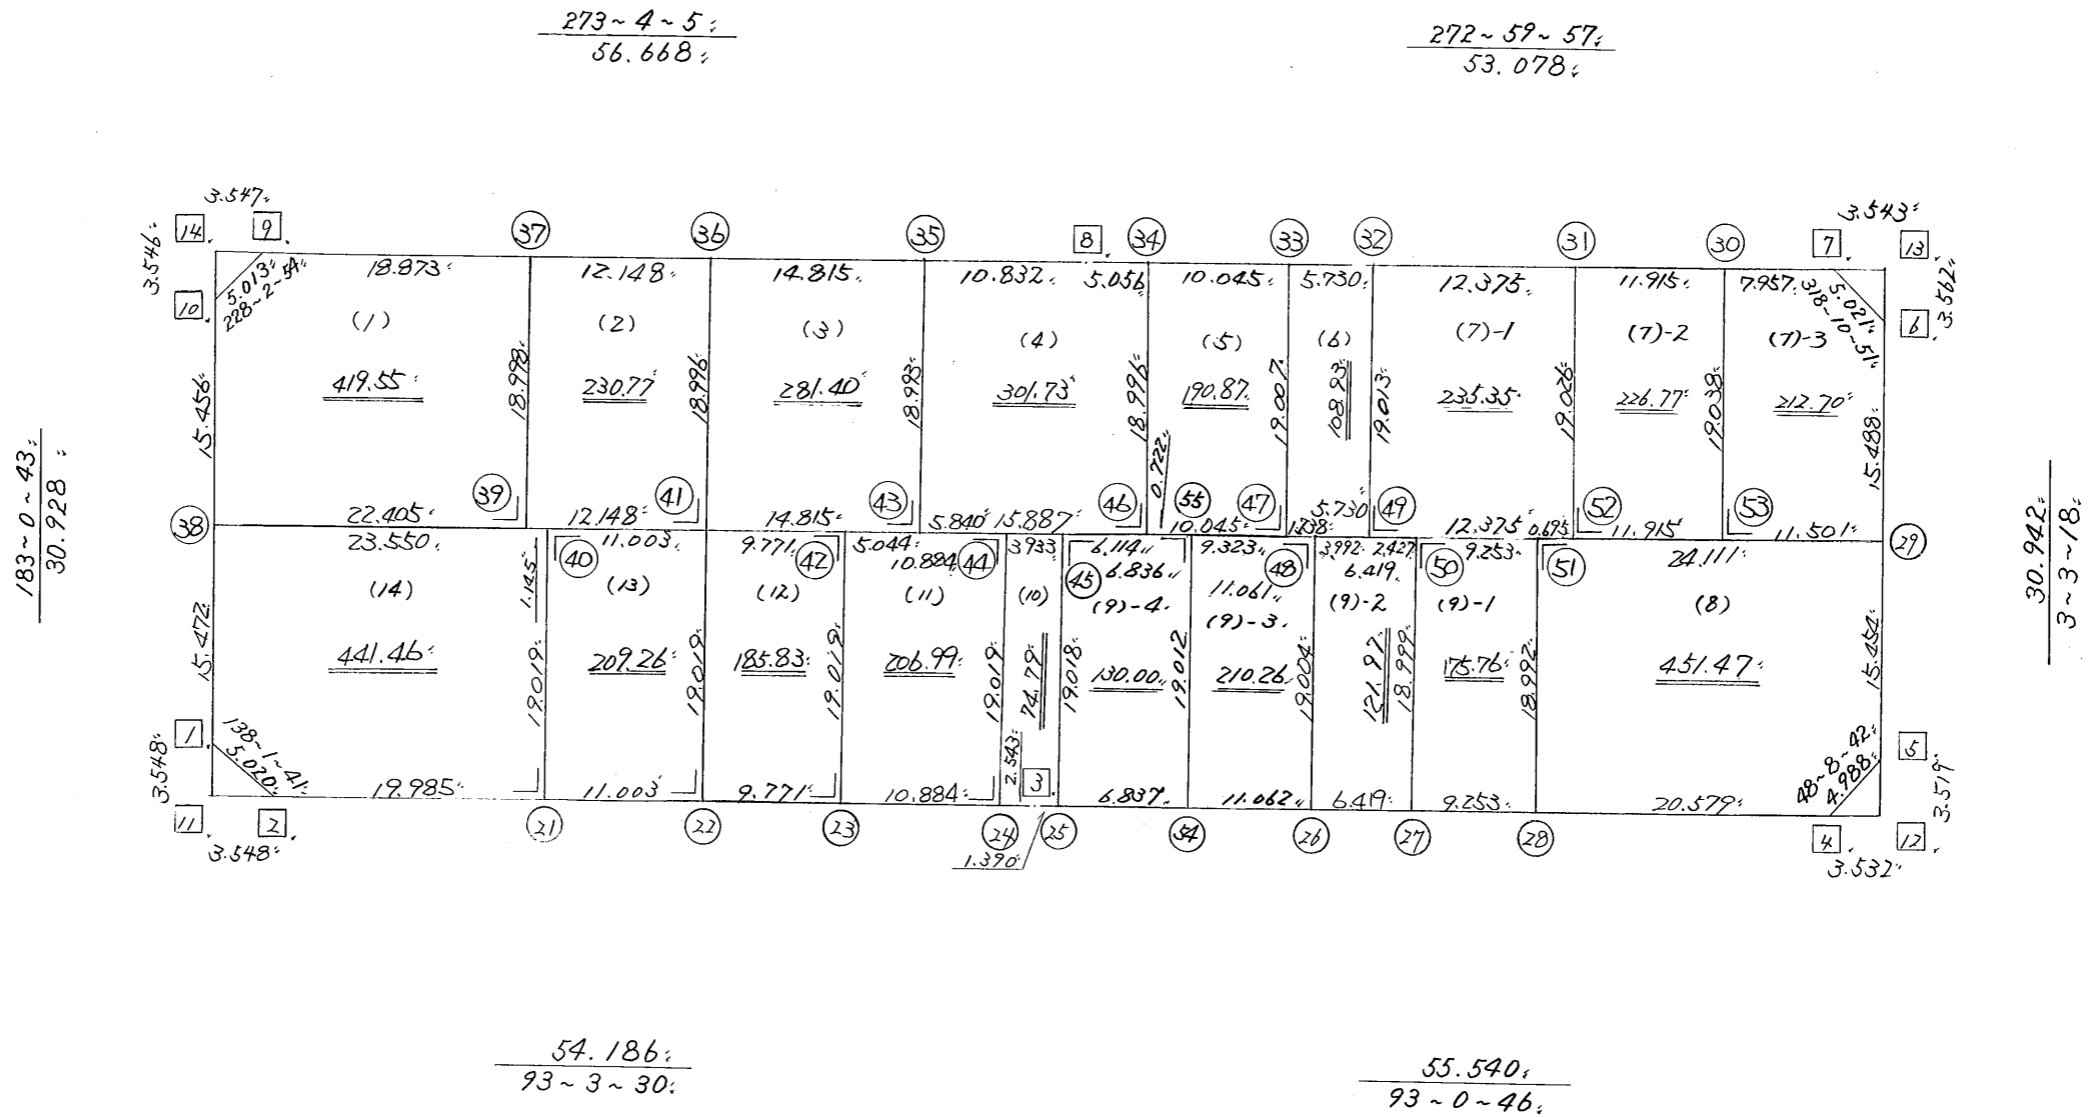 273~4~5
56.668
272~59~57
53.078
3.547
3.543
14 9 37 36 35 8 34 33 32 31 30 7 13
3.546
3.562
5.013
228~2~54
18.873 12.148 14.815 10.832 5.056 10.045 5.730 12.375 11.915 7.957
5.021
318~10~51
10
6
(1) (2) (3) (4) (5) (6) (7)-1 (7)-2 (7)-3
419.55 230.77 281.40 301.73 190.87 108.93 235.35 226.77 212.70
15.456 18.998 18.996 18.993 18.996 19.007 19.013 19.026 19.038 15.488
0.722
183~0~43
30.928
30.942
3~3~18
39 41 43 46 55 47 49 52 53
22.405 12.148 14.815 5.840 15.887 10.045 1.738 5.730 12.375 0.195 11.915 11.501
38
29
23.550 11.003 9.771 5.044 3.933 6.114 9.323 3.992 2.427 9.253 24.111
40 42 10.884 44 45 6.836 48 6.419 50 51
11.061
1.145
(14) (13) (12) (11) (10) (9)-4 (9)-3 (9)-2 (9)-1 (8)
441.46 209.26 185.83 206.99 74.79 130.00 210.26 121.97 175.76 451.47
15.472 19.019 19.019 19.019 19.019 19.018 19.012 19.004 18.999 18.992 15.454
1
5
138~1~41
5.020
2.543
3
48~8~42
4.988
3.548
3.519
19.985 11.003 9.771 10.884 6.837 11.062 6.419 9.253 20.579
11 2 21 22 23 24 25 54 26 27 28 4 12
3.548
1.390
3.532
54.186
93~3~30
55.540
93~0~46